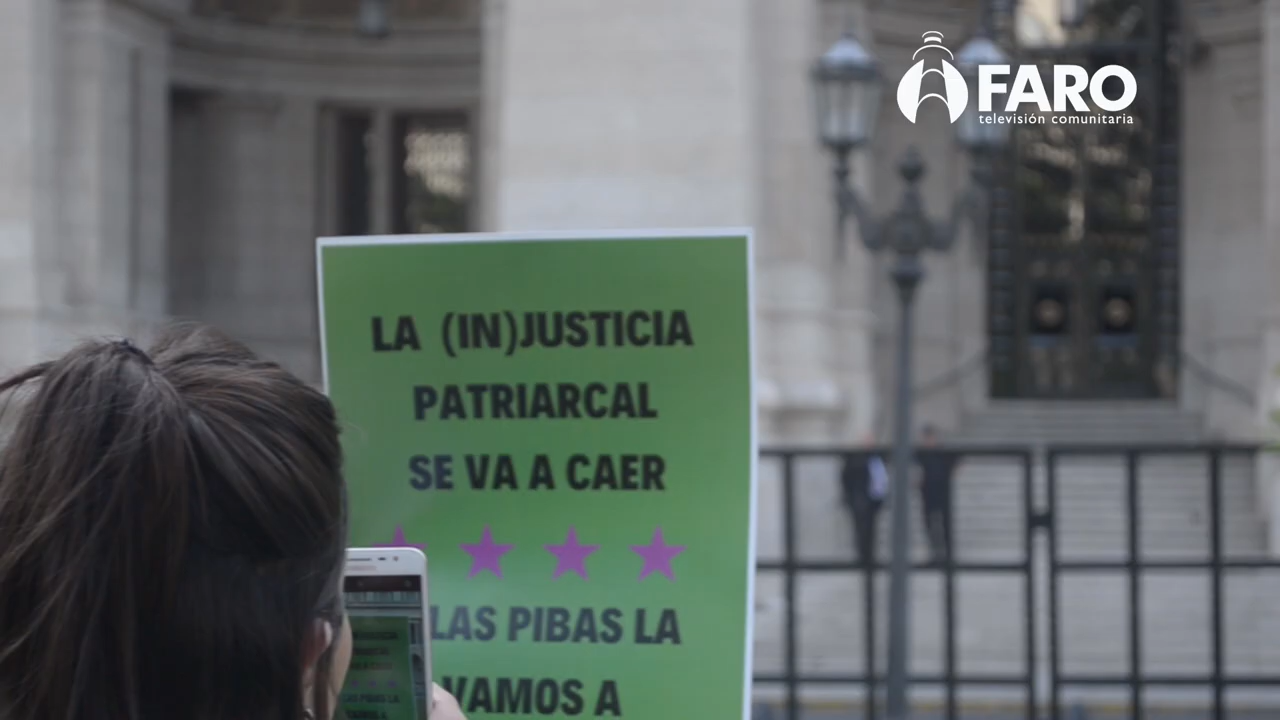 FARO
televisión comunitaria
LA (IN)JUSTICIA
PATRIARCAL
SE VA A CAER
LAS PIBAS LA
VAMOS A